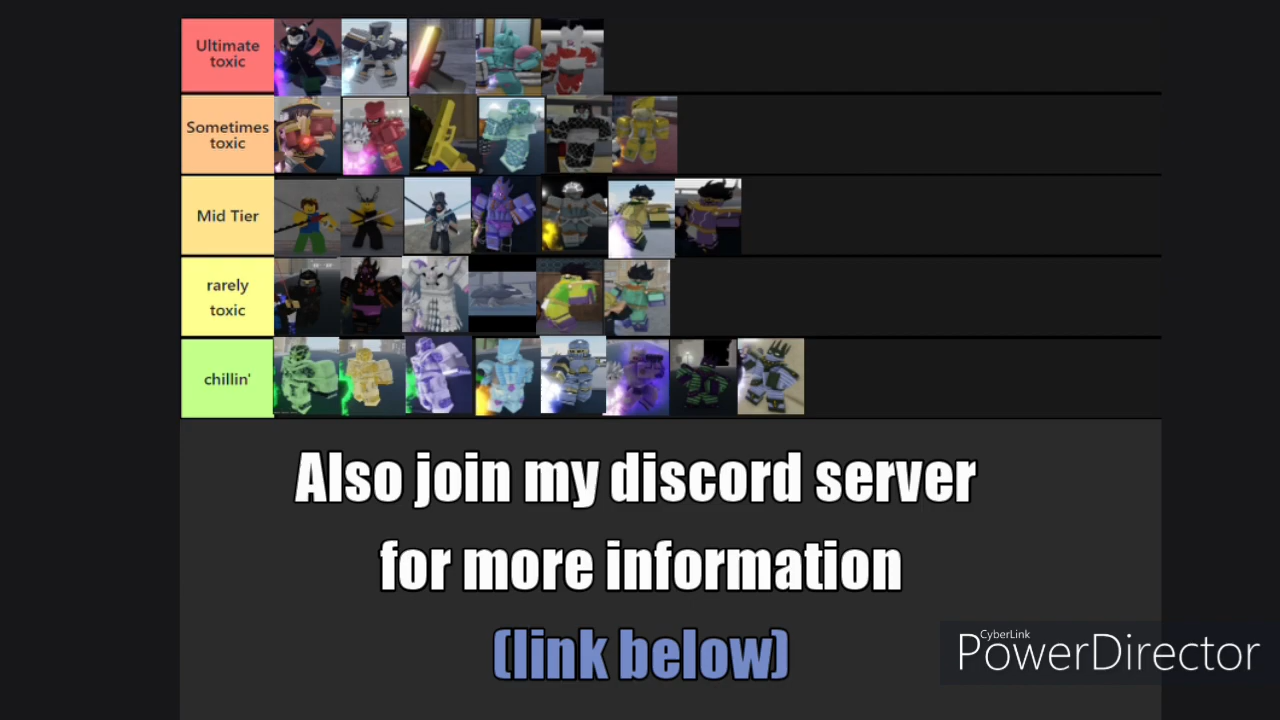 Ultimate
toxic
Sometimes
toxic
Mid Tier
rarely
toxic
chillin'
Also join my discord server
for more information
(link below)
CyberLink
PowerDirector